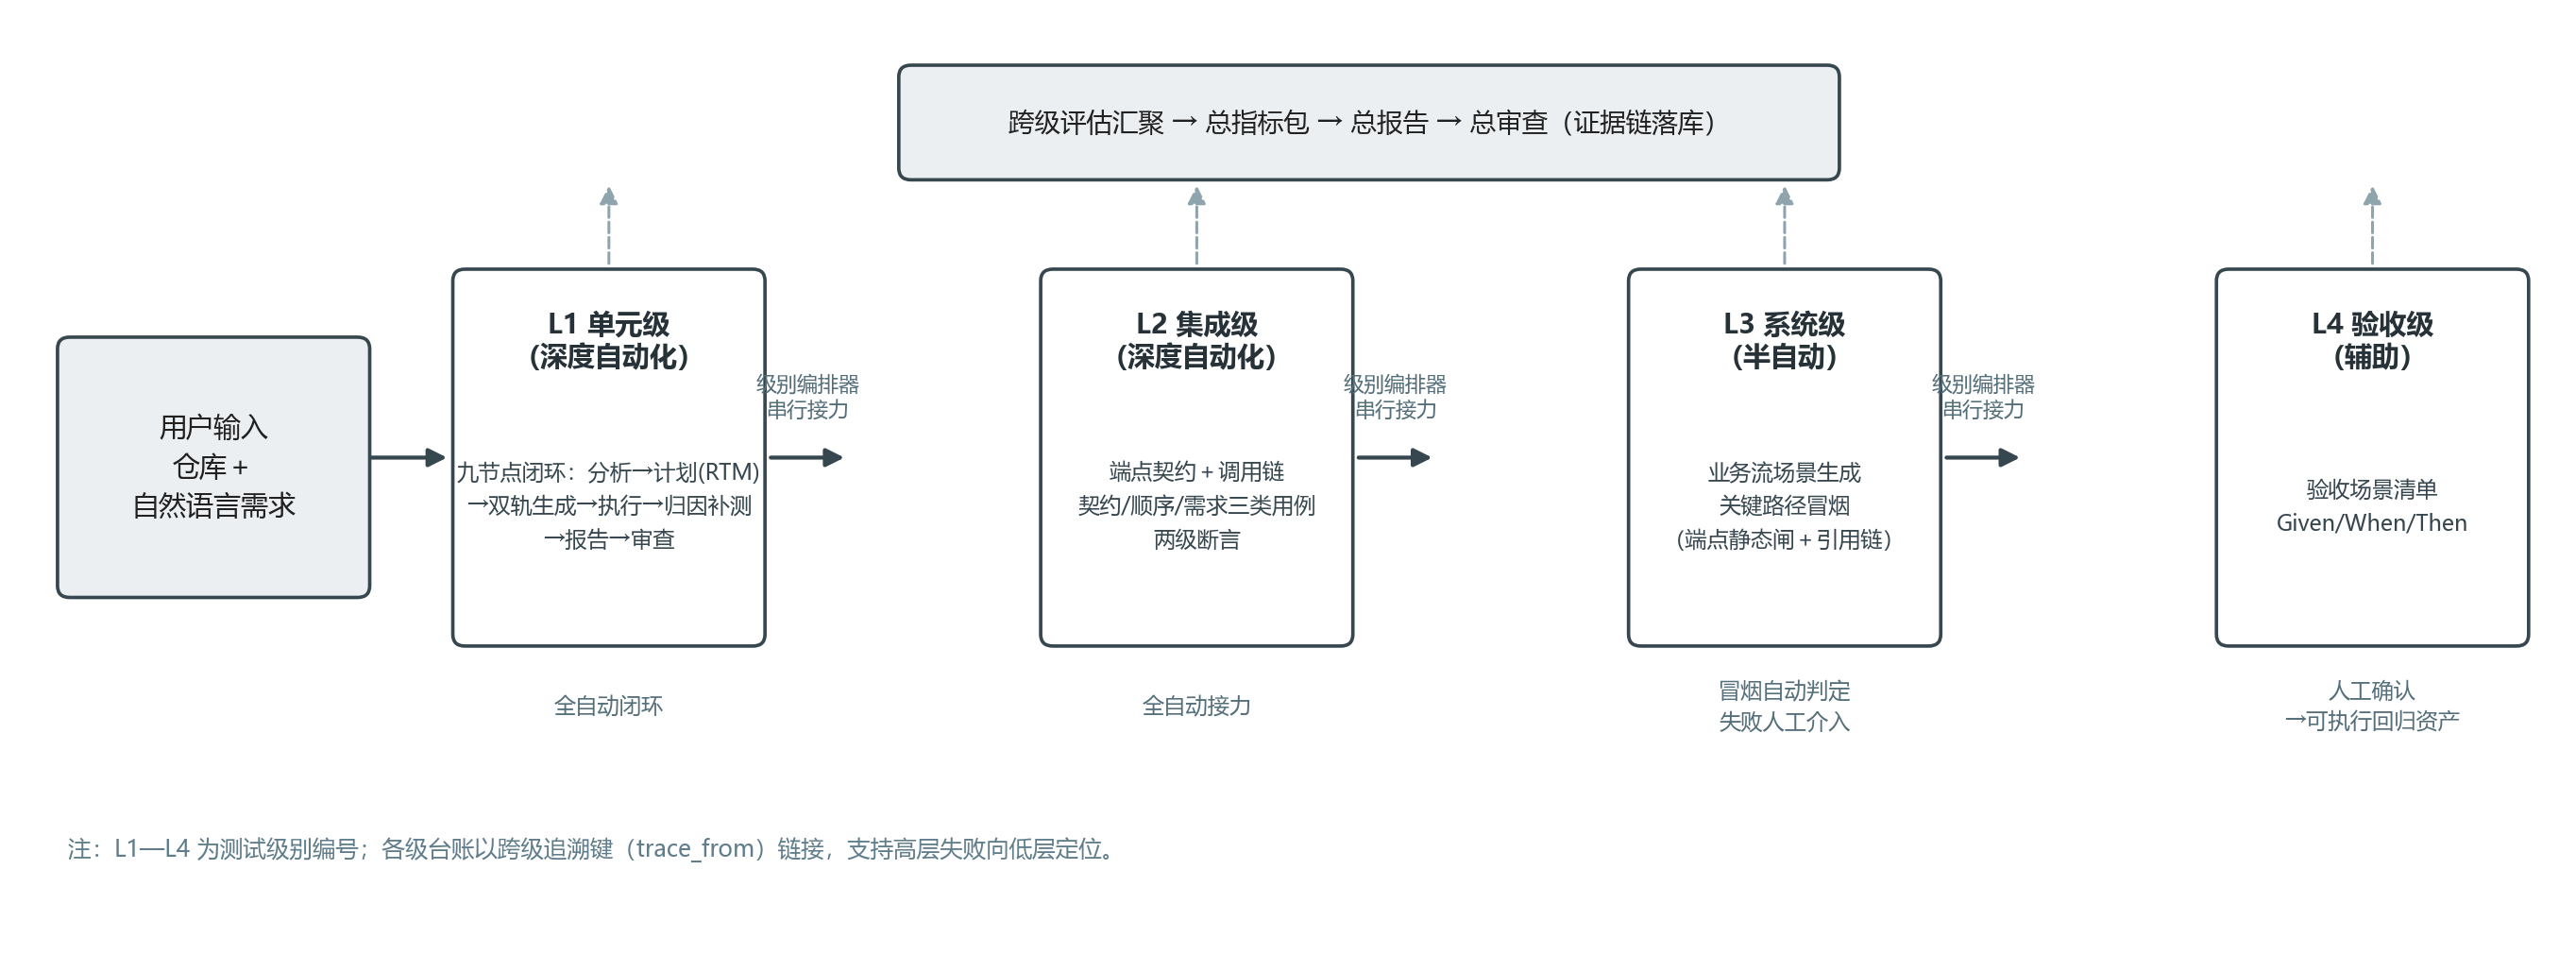 跨级评估汇聚 → 总指标包 → 总报告 → 总审查（证据链落库）
用户输入
仓库 +
自然语言需求
L1 单元级
(深度自动化)
九节点闭环：分析→计划(RTM)
→双轨生成→执行→归因补测
→报告→审查
全自动闭环
级别编排器
串行接力
L2 集成级
(深度自动化)
端点契约 + 调用链
契约/顺序/需求三类用例
两级断言
全自动接力
级别编排器
串行接力
L3 系统级
(半自动)
业务流场景生成
关键路径冒烟
(端点静态闸 + 引用链)
冒烟自动判定
失败人工介入
级别编排器
串行接力
L4 验收级
(辅助)
验收场景清单
Given/When/Then
人工确认
→可执行回归资产
注：L1—L4 为测试级别编号；各级台账以跨级追溯键（trace_from）链接，支持高层失败向低层定位。